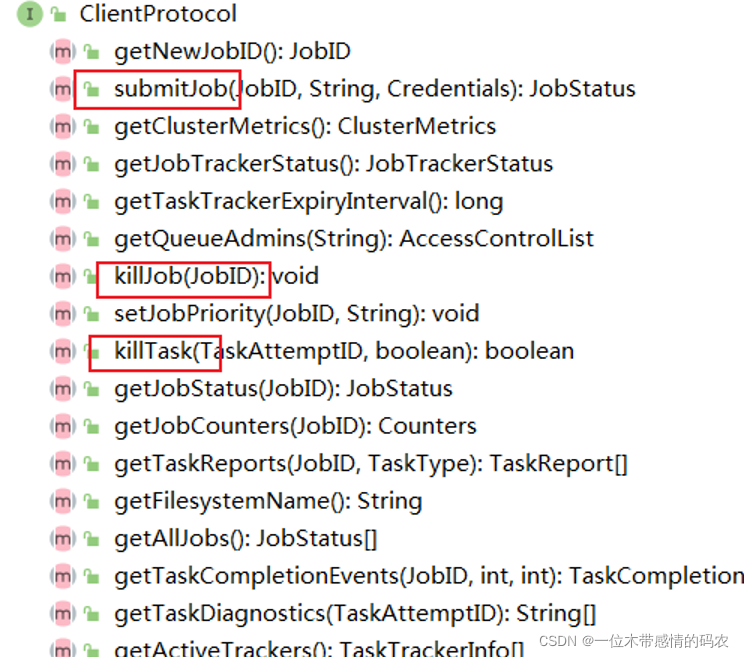 I ClientProtocol
m getNewJobID(): JobID
m submitJob(JobID, String, Credentials): JobStatus
m getClusterMetrics(): ClusterMetrics
m getJobTrackerStatus(): JobTrackerStatus
m getTaskTrackerExpiryInterval(): long
m getQueueAdmins(String): AccessControlList
m killJob(JobID): void
m setJobPriority(JobID, String): void
m killTask(TaskAttemptID, boolean): boolean
m getJobStatus(JobID): JobStatus
m getJobCounters(JobID): Counters
m getTaskReports(JobID, TaskType): TaskReport[]
m getFilesystemName(): String
m getAllJobs(): JobStatus[]
m getTaskCompletionEvents(JobID, int, int): TaskCompletion
m getTaskDiagnostics(TaskAttemptID): String[]
m getActiveTrackers(): TaskTrackerInfo[]
CSDN @一位木带感情的码农